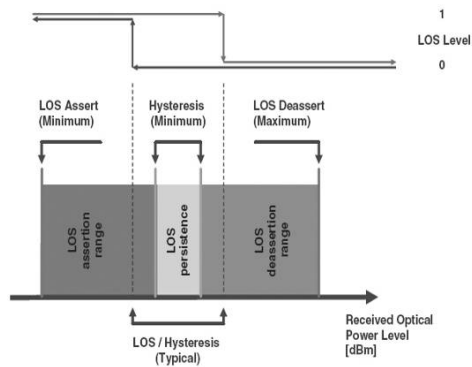 1
LOS Level
0
LOS Assert
(Minimum)
Hysteresis
(Minimum)
LOS Deassert
(Maximum)
LOS
assertion
range
LOS
persistence
LOS
deassertion
range
Received Optical
Power Level
[dBm]
LOS / Hysteresis
(Typical)